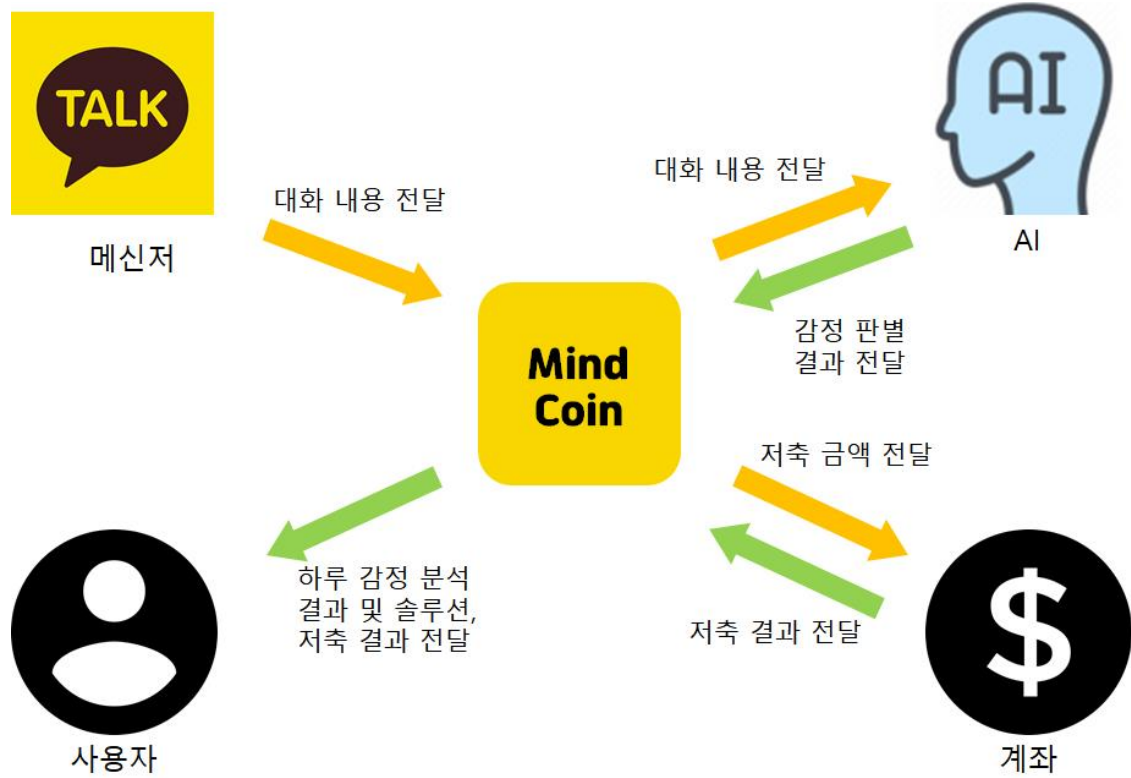 TALK
메신저
대화 내용 전달
대화 내용 전달
AI
AI
감정 판별
결과 전달
Mind
Coin
저축 금액 전달
하루 감정 분석
결과 및 솔루션,
저축 결과 전달
저축 결과 전달
$
사용자
계좌